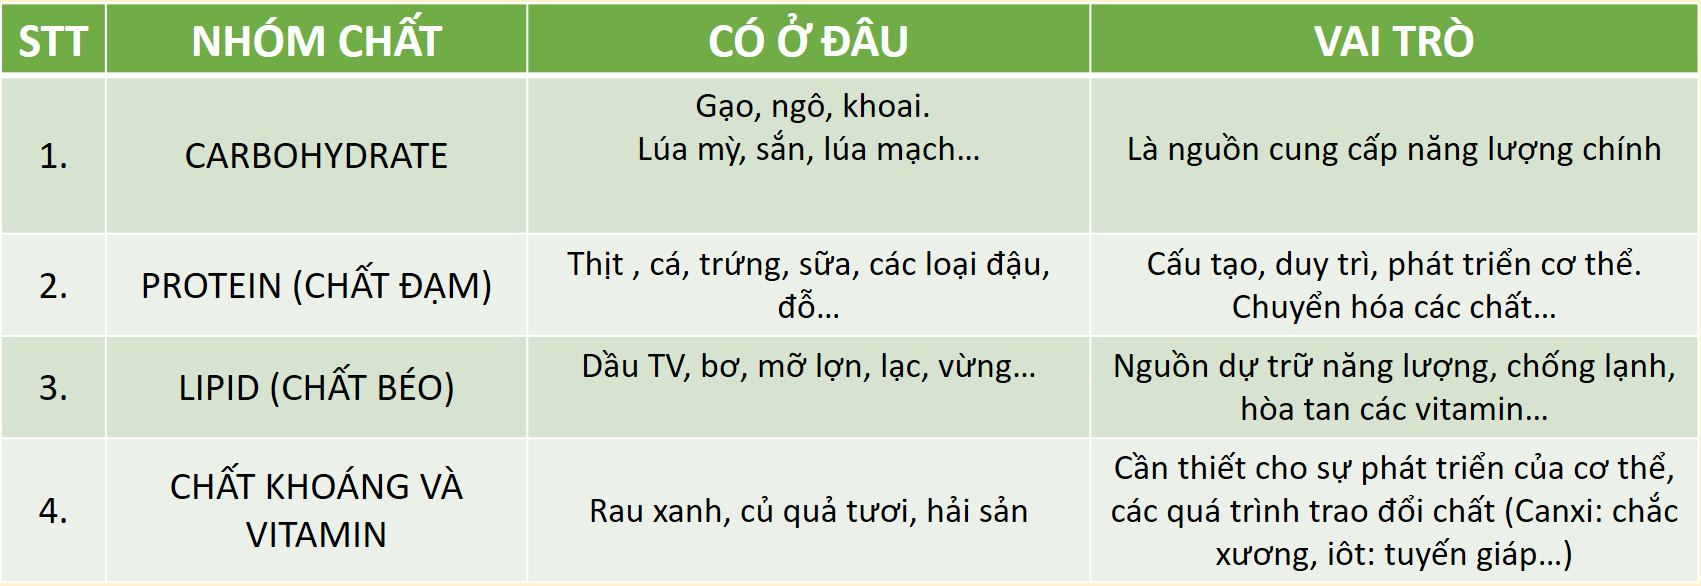 STT NHÓM CHẤT CÓ Ở ĐÂU VAI TRÒ
1. CARBOHYDRATE
Gạo, ngô, khoai.
Lúa mỳ, sắn, lúa mạch...
Là nguồn cung cấp năng lượng chính
2. PROTEIN (CHẤT ĐẠM)
Thịt , cá, trứng, sữa, các loại đậu,
đỗ...
Cấu tạo, duy trì, phát triển cơ thể.
Chuyển hóa các chất...
3. LIPID (CHẤT BÉO)
Dầu TV, bơ, mỡ lợn, lạc, vừng...
Nguồn dự trữ năng lượng, chống lạnh,
hòa tan các vitamin...
4.
CHẤT KHOÁNG VÀ
VITAMIN
Rau xanh, củ quả tươi, hải sản
Cần thiết cho sự phát triển của cơ thể,
các quá trình trao đổi chất (Canxi: chắc
xương, iôt: tuyến giáp...)